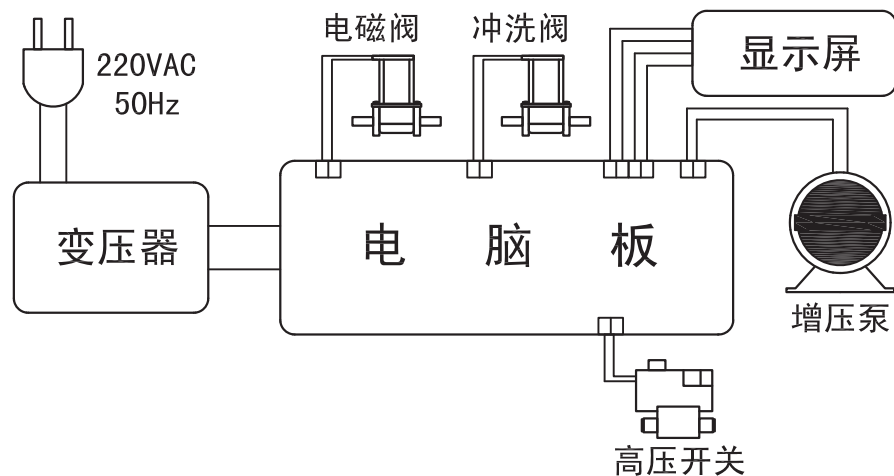 电磁阀
冲洗阀
显示屏
220VAC
50Hz
变压器
电脑板
增压泵
高压开关